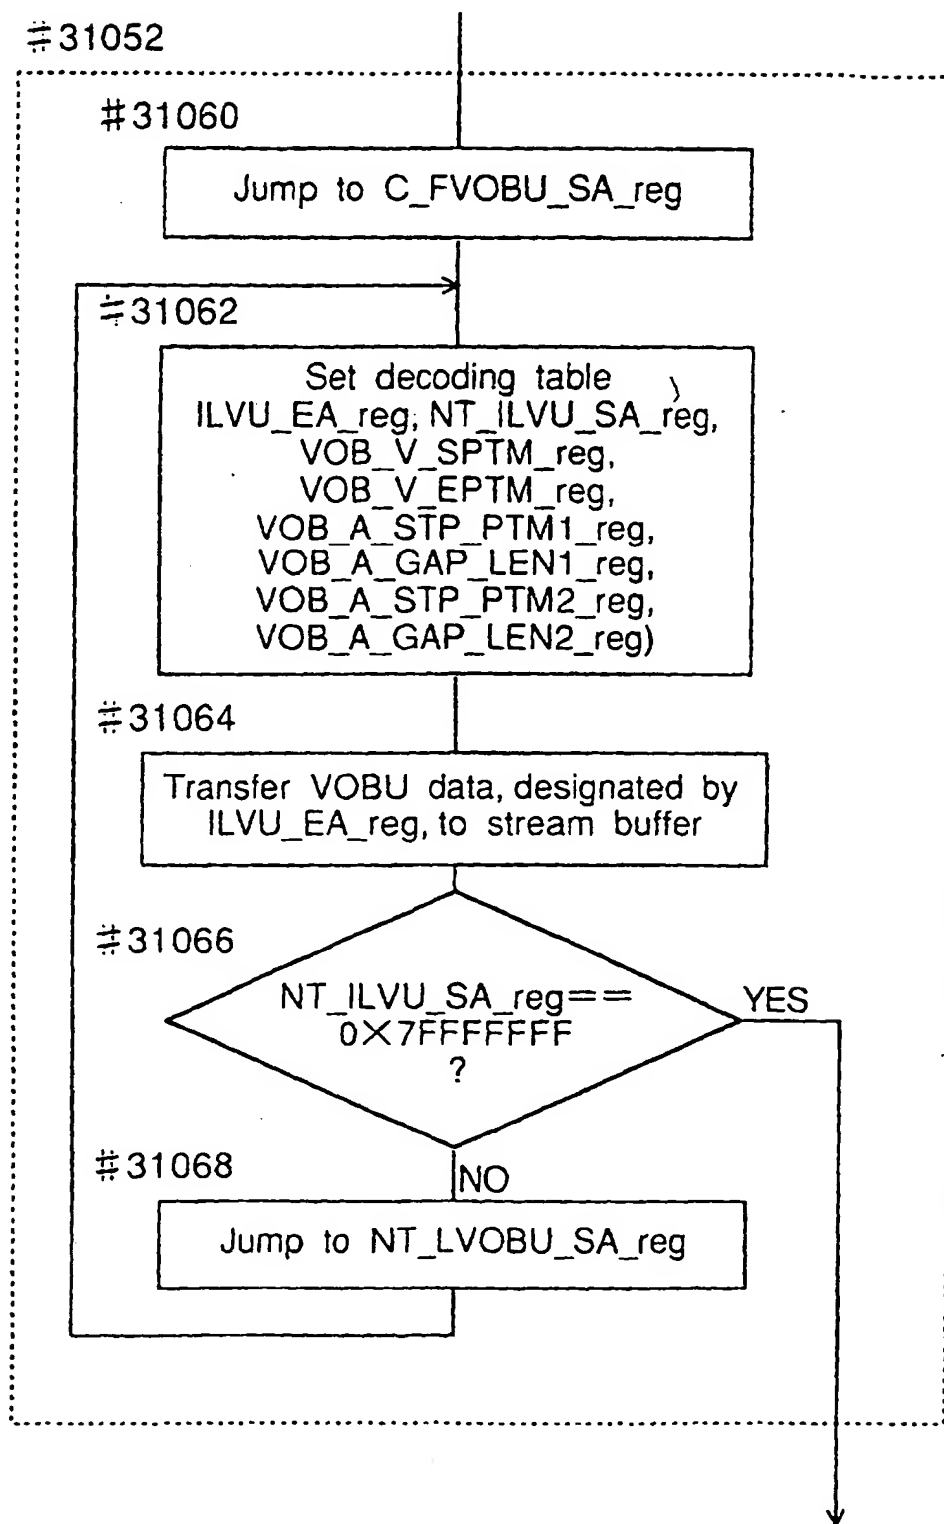 #31052
#31060
Jump to C_FVOBU_SA_reg
#31062
Set decoding table
ILVU_EA_reg, NT_ILVU_SA_reg,
VOB_V_SPTM_reg,
VOB_V_EPTM_reg,
VOB_A_STP_PTM1_reg,
VOB_A_GAP_LEN1_reg,
VOB_A_STP_PTM2_reg,
VOB_A_GAP_LEN2_reg)
#31064
Transfer VOBU data, designated by
ILVU_EA_reg, to stream buffer
#31066
NT_ILVU_SA_reg==
0X7FFFFFFF
?
YES
#31068
NO
Jump to NT_LVOBU_SA_reg